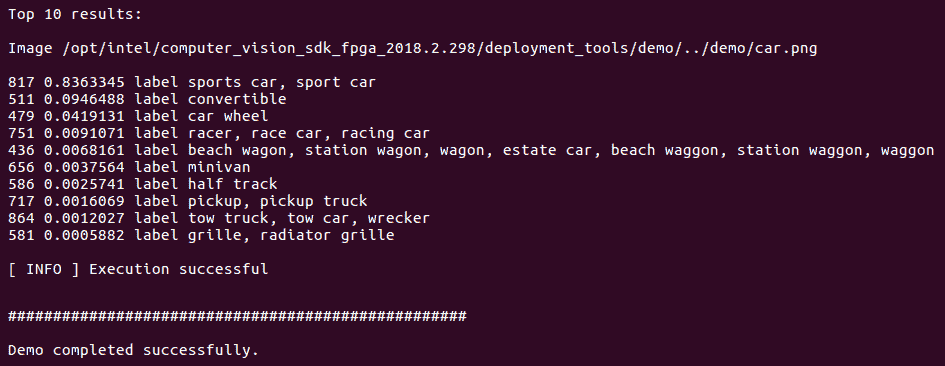 Top 10 results:
Image /opt/intel/computer_vision_sdk_fpga_2018.2.298/deployment_tools/demo/../demo/car.png
817 0.8363345 label sports car, sport car
511 0.0946488 label convertible
479 0.0419131 label car wheel
751 0.0091071 label racer, race car, racing car
436 0.0068161 label beach wagon, station wagon, wagon, estate car, beach waggon, station waggon, waggon
656 0.0037564 label minivan
586 0.0025741 label half track
717 0.0016069 label pickup, pickup truck
864 0.0012027 label tow truck, tow car, wrecker
581 0.0005882 label grille, radiator grille
[ INFO ] Execution successful
###################################################
Demo completed successfully.